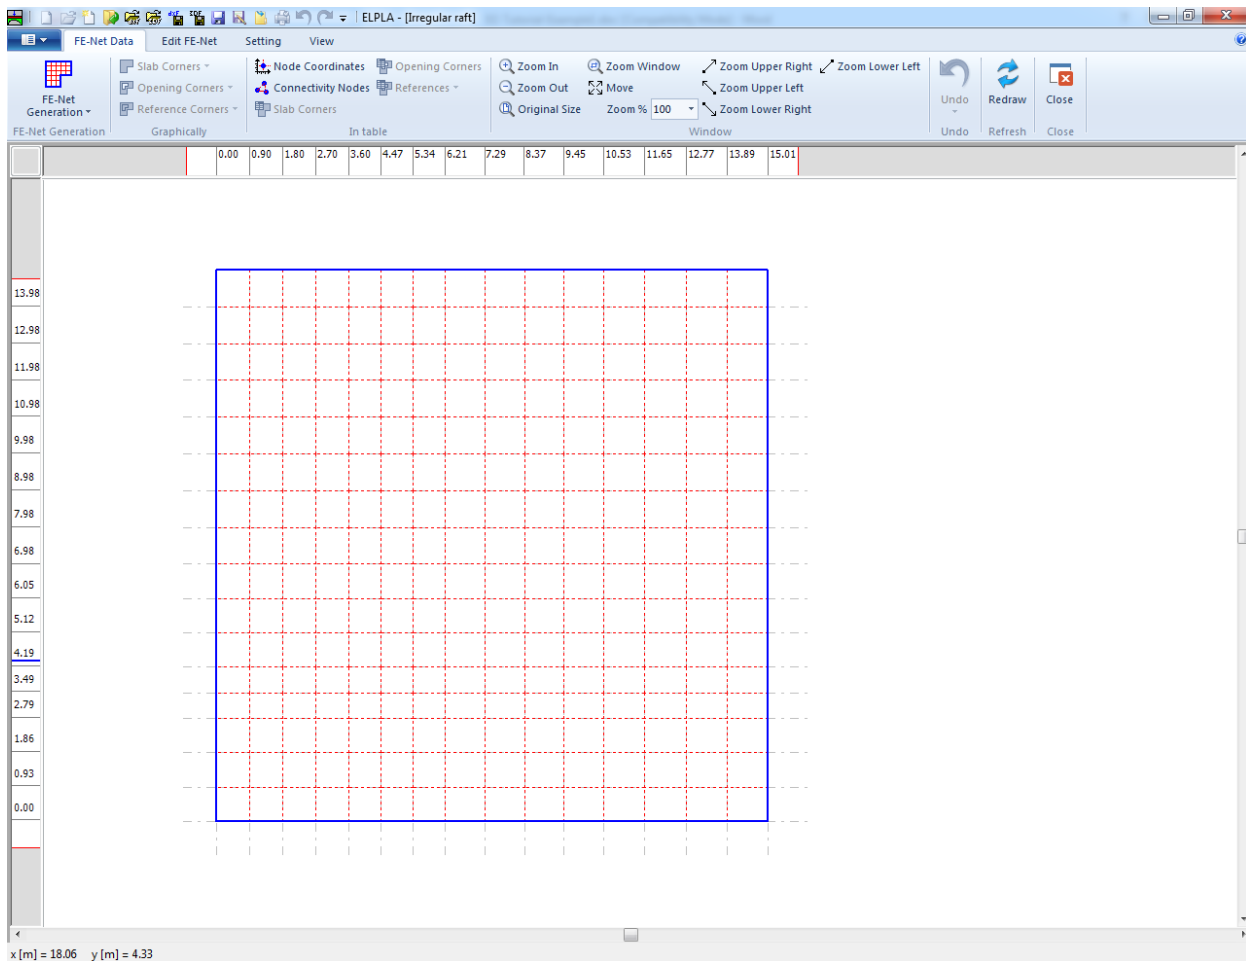 ELPLA - [Irregular raft]
FE-Net Data Edit FE-Net Setting View
Slab Corners Node Coordinates Opening Corners Zoom In Zoom Window Zoom Upper Right Zoom Lower Left
Opening Corners Connectivity Nodes References Zoom Out Move Zoom Upper Left
FE-Net Generation Reference Corners Slab Corners Original Size Zoom % 100 Zoom Lower Right Undo Redraw Close
FE-Net Generation Graphically In table Window Undo Refresh Close
0.00 0.90 1.80 2.70 3.60 4.47 5.34 6.21 7.29 8.37 9.45 10.53 11.65 12.77 13.89 15.01
13.98
12.98
11.98
10.98
9.98
8.98
7.98
6.98
6.05
5.12
4.19
3.49
2.79
1.86
0.93
0.00
x [m] = 18.06 y [m] = 4.33